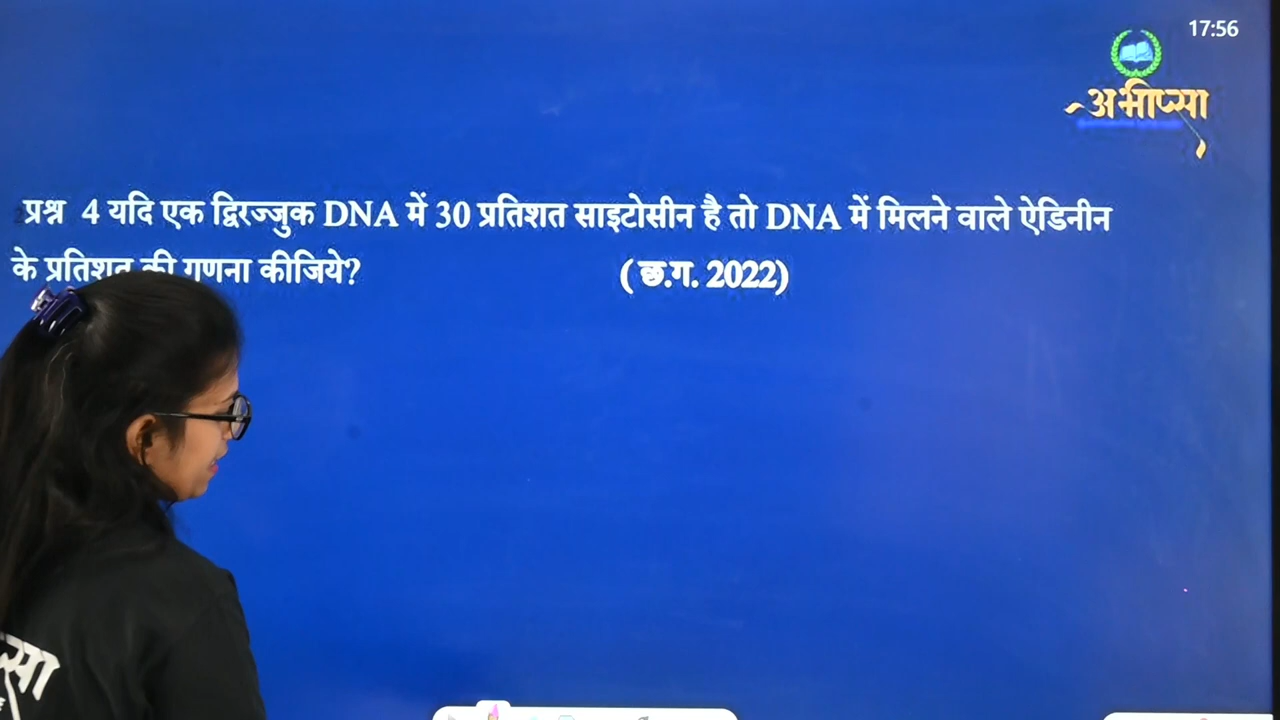 17:56
अभीप्सा
प्रश्न 4 यदि एक द्विरज्जुक DNA में 30 प्रतिशत साइटोसीन है तो DNA में मिलने वाले ऐडिनीन
के प्रतिशत की गणना कीजिये? ( छ.ग. 2022)
प्सा